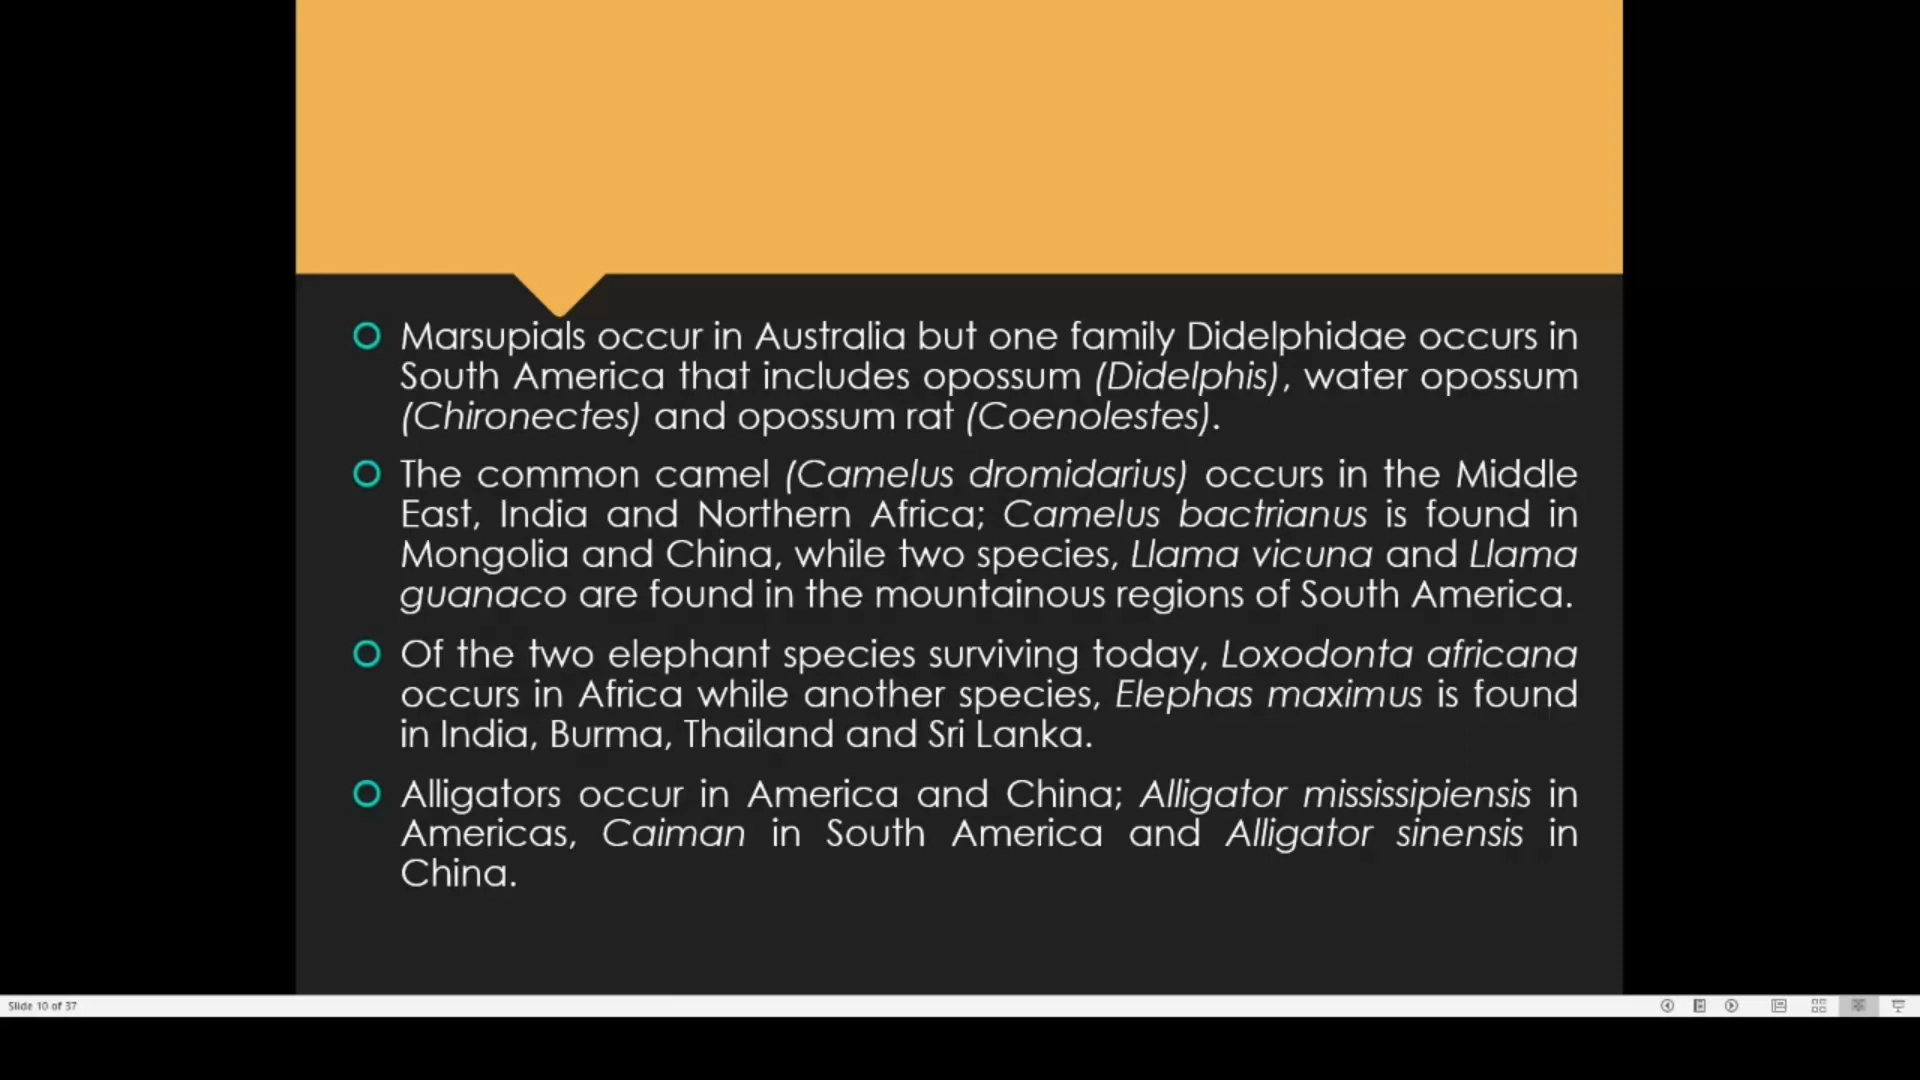 Marsupials occur in Australia but one family Didelphidae occurs in
South America that includes opossum (Didelphis), water opossum
(Chironectes) and opossum rat (Coenolestes).
The common camel (Camelus dromidarius) occurs in the Middle
East, India and Northern Africa; Camelus bactrianus is found in
Mongolia and China, while two species, Llama vicuna and Llama
guanaco are found in the mountainous regions of South America.
Of the two elephant species surviving today, Loxodonta africana
occurs in Africa while another species, Elephas maximus is found
in India, Burma, Thailand and Sri Lanka.
Alligators occur in America and China; Alligator mississipiensis in
Americas, Caiman in South America and Alligator sinensis in
China.
Slide 10 of 37